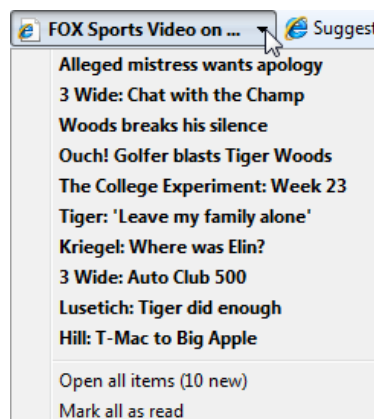 FOX Sports Video on ...
Suggest
Alleged mistress wants apology
3 Wide: Chat with the Champ
Woods breaks his silence
Ouch! Golfer blasts Tiger Woods
The College Experiment: Week 23
Tiger: 'Leave my family alone'
Kriegel: Where was Elin?
3 Wide: Auto Club 500
Lusetich: Tiger did enough
Hill: T-Mac to Big Apple
Open all items (10 new)
Mark all as read